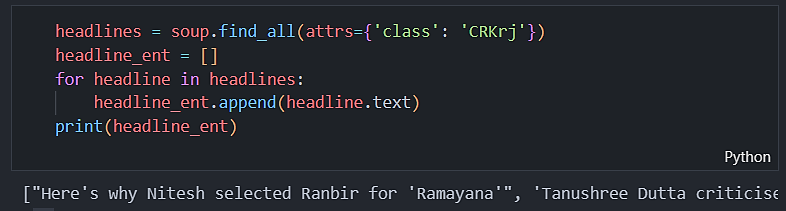 headlines = soup.find_all(attrs={'class': 'CRKrj'})
headline_ent = []
for headline in headlines:
    headline_ent.append(headline.text)
print(headline_ent)
Python
["Here's why Nitesh selected Ranbir for 'Ramayana'", 'Tanushree Dutta criticise